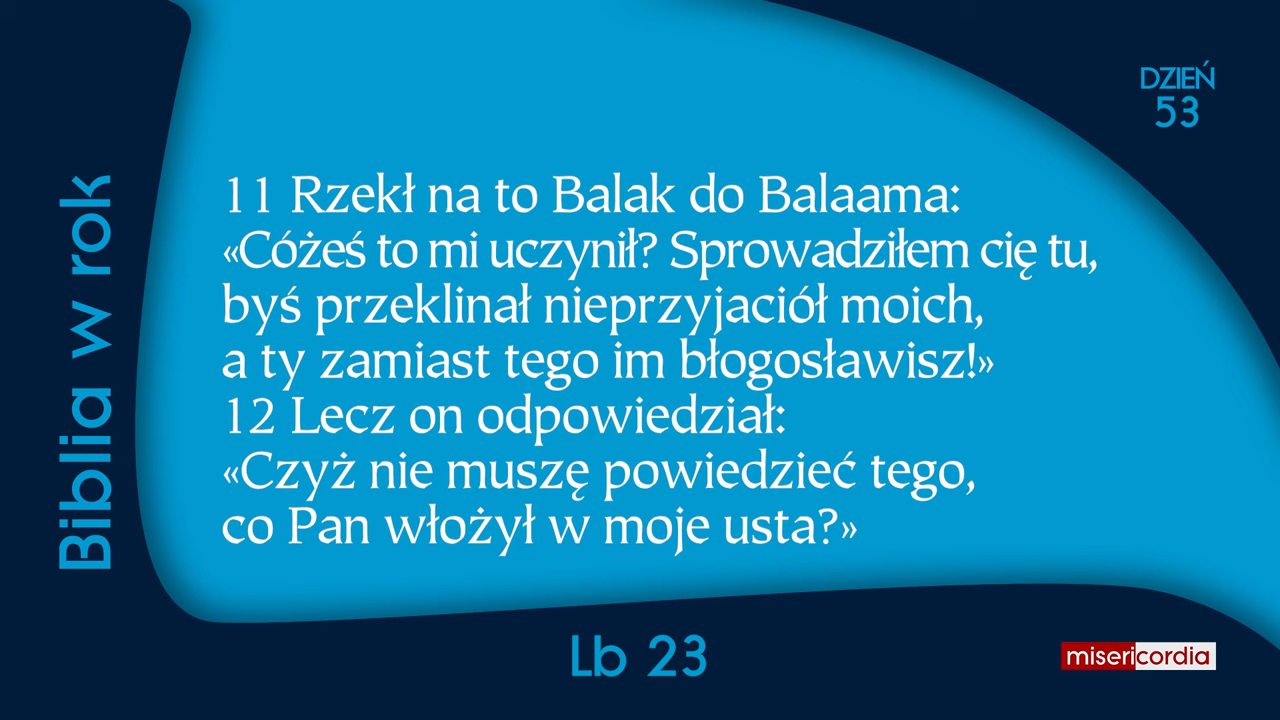 DZIEŃ
53
Biblia w rok
11 Rzekł na to Balak do Balaama:
«Cóżeś to mi uczynił? Sprowadziłem cię tu,
byś przeklinał nieprzyjaciół moich,
a ty zamiast tego im błogosławisz!»
12 Lecz on odpowiedział:
«Czyż nie muszę powiedzieć tego,
co Pan włożył w moje usta?»
Lb 23
misericordia